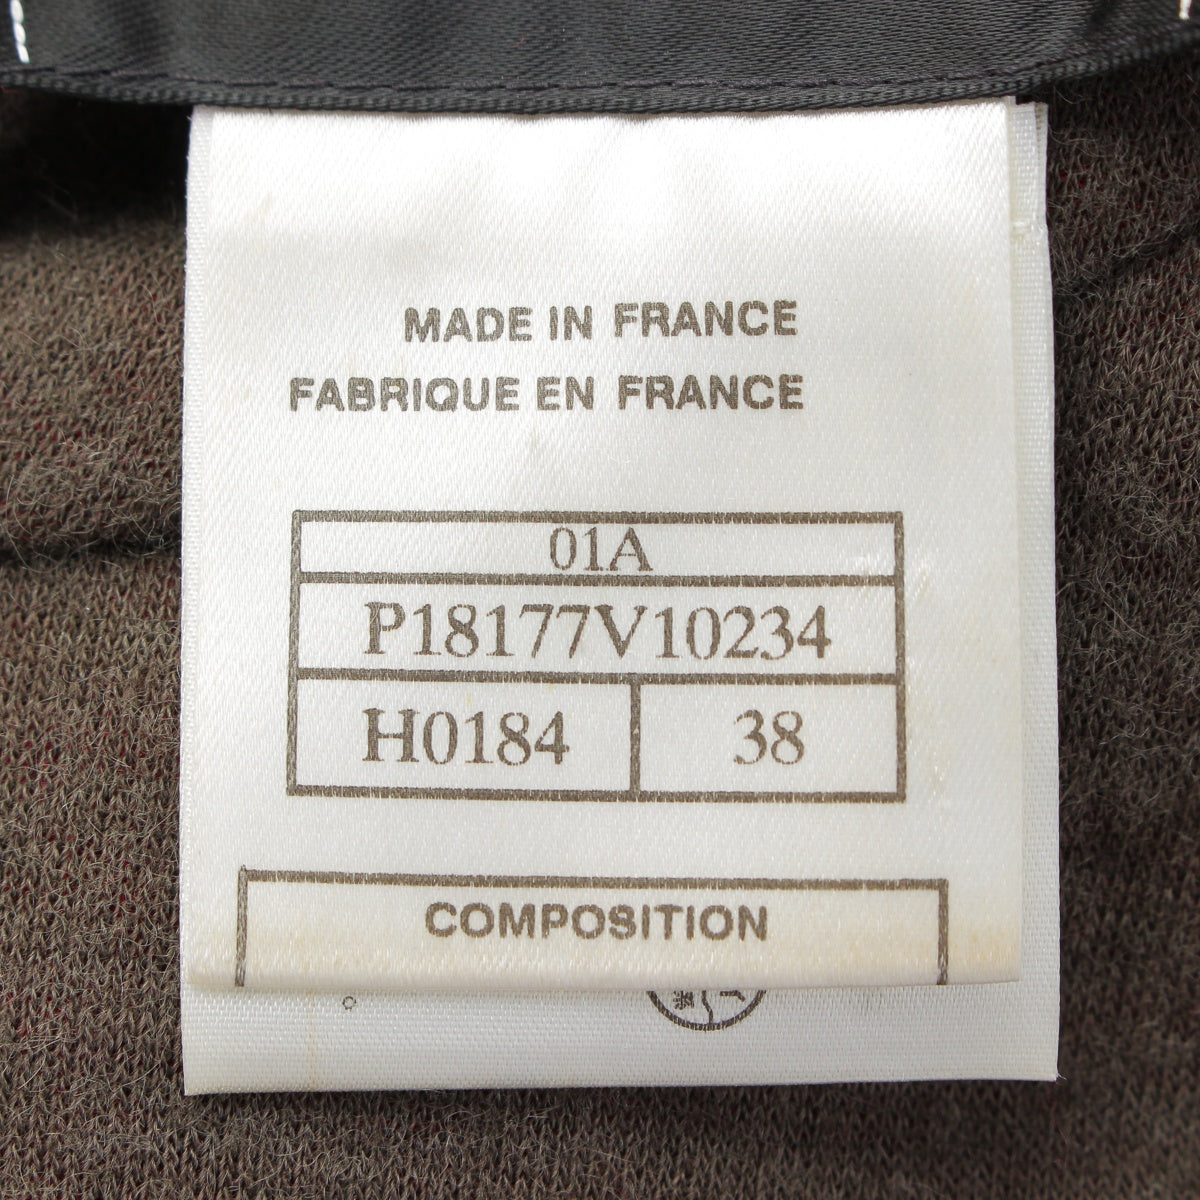 MADE IN FRANCE
FABRIQUE EN FRANCE
01A
P18177V10234
H0184 38
COMPOSITION